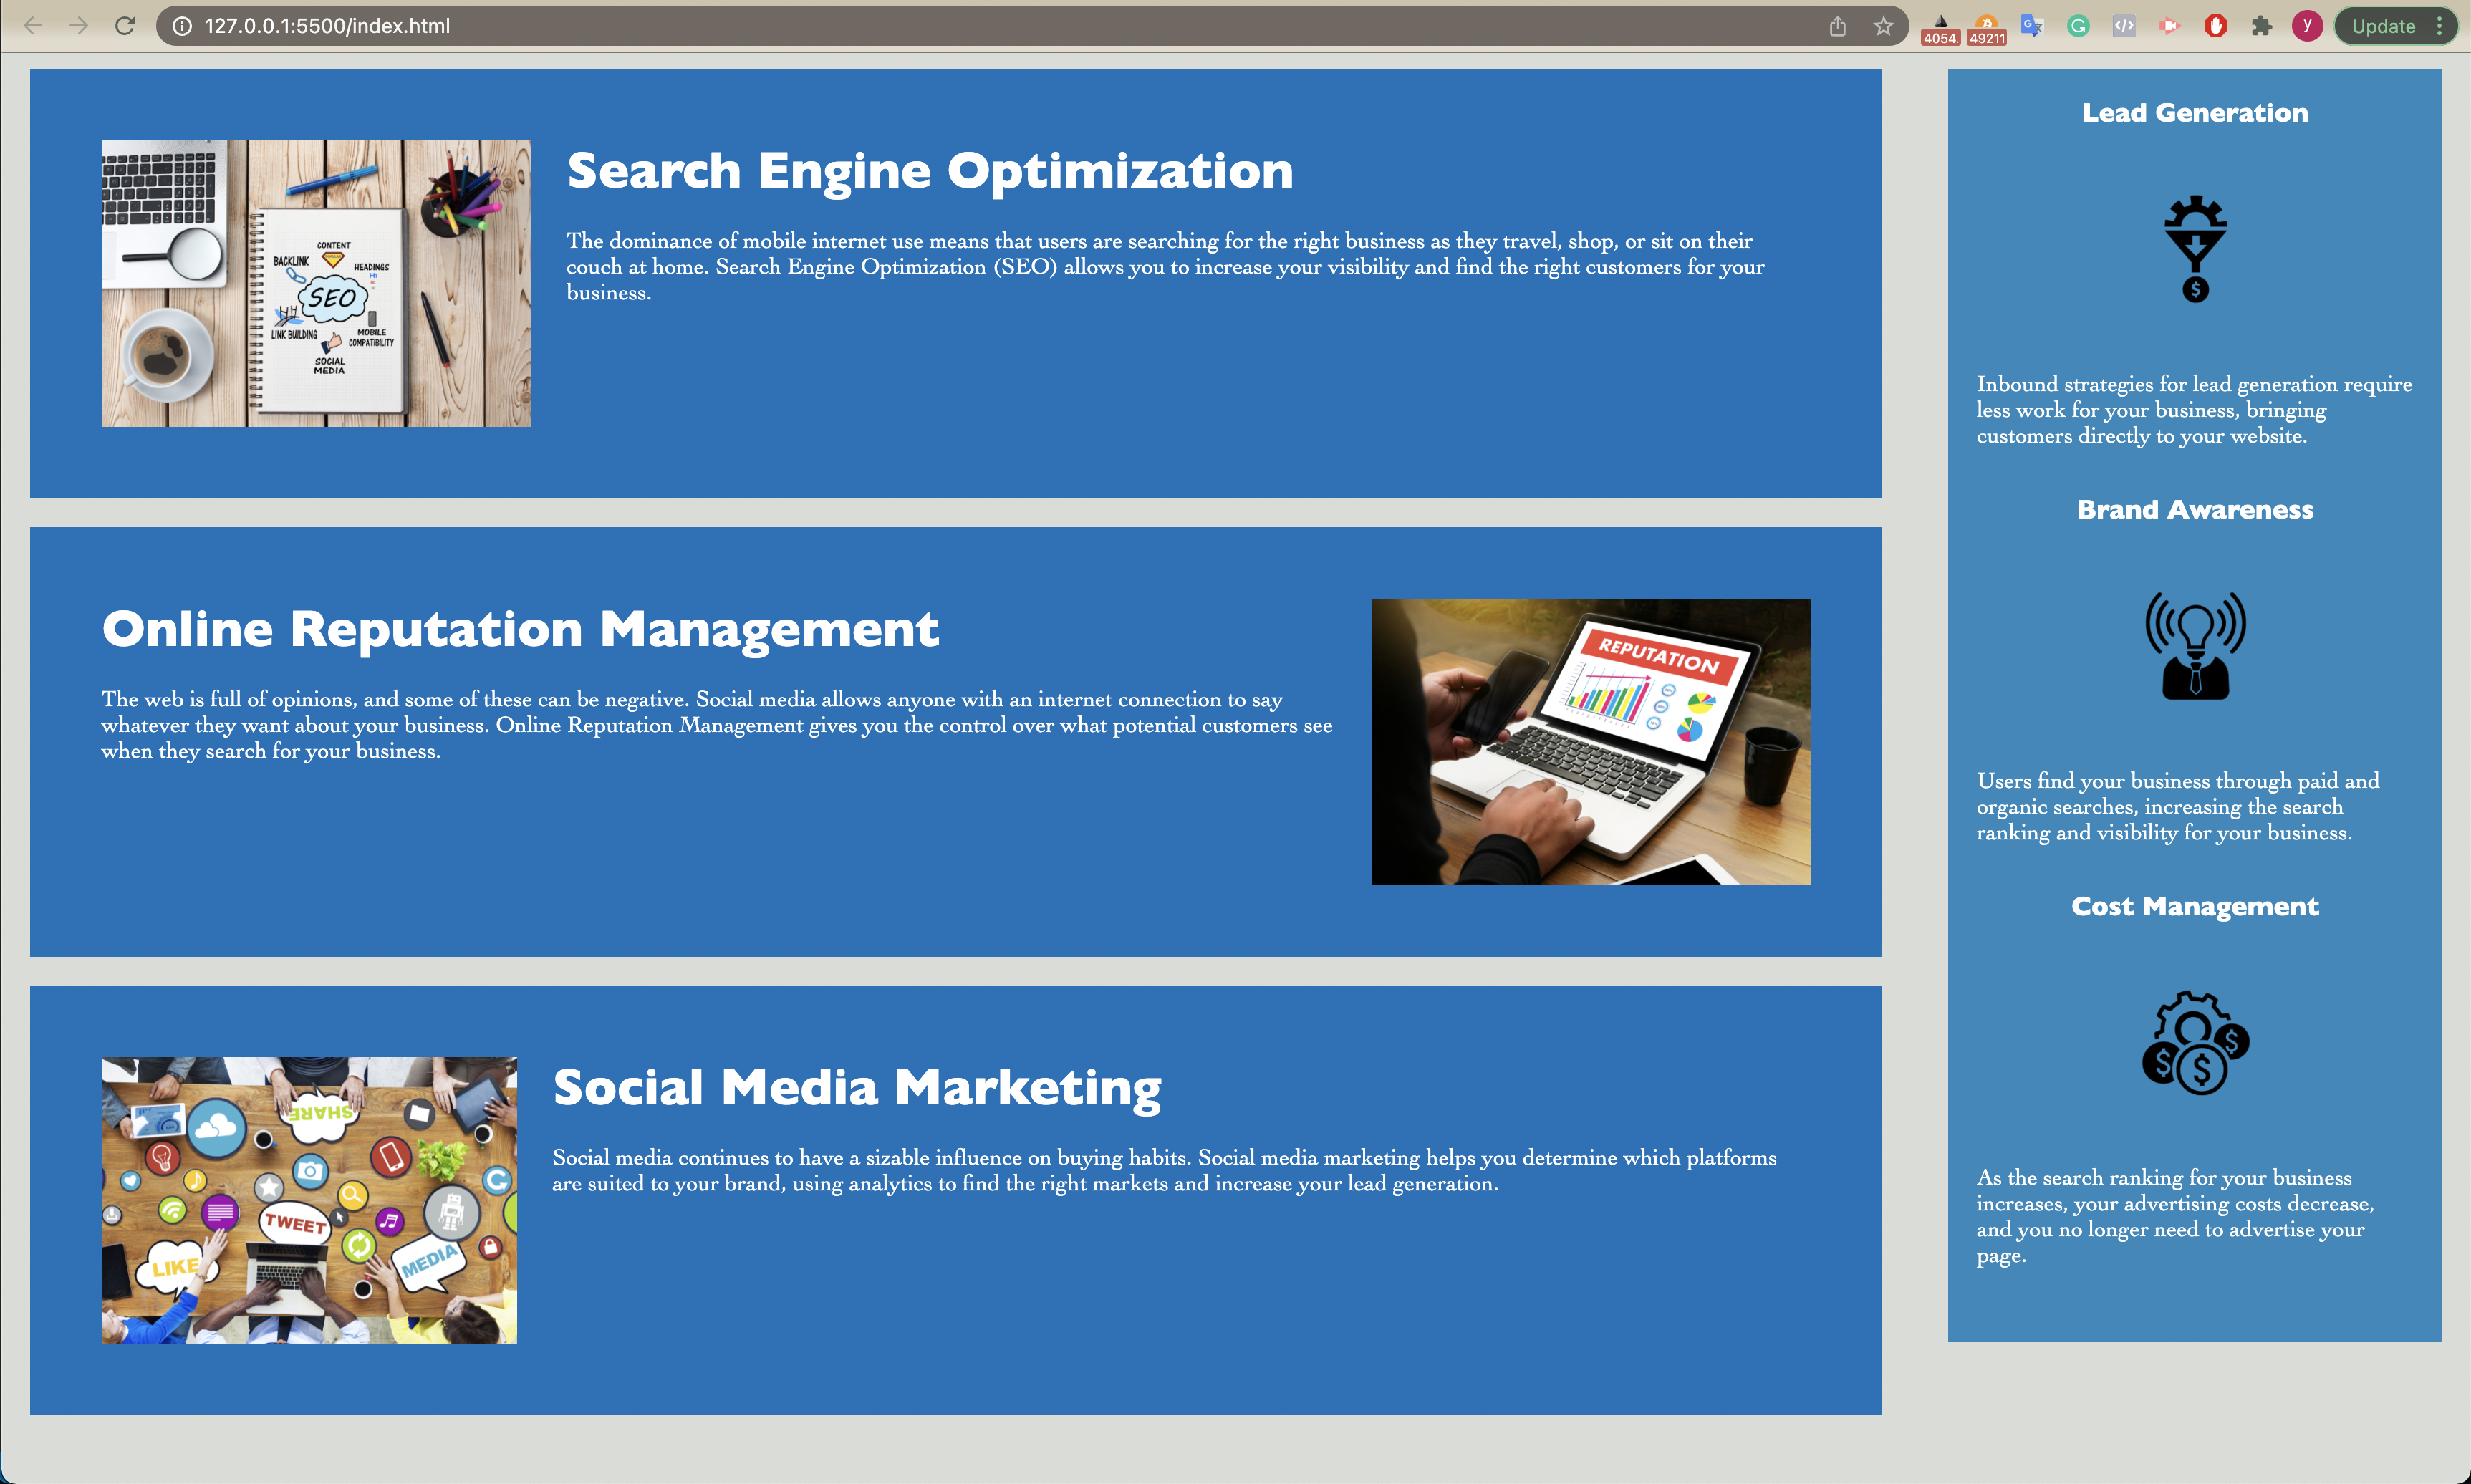 127.0.0.1:5500/index.html
4054.
49211
y
Update
Search Engine Optimization
The dominance of mobile internet use means that users are searching for the right business as they travel, shop, or sit on their
couch at home. Search Engine Optimization (SEO) allows you to increase your visibility and find the right customers for your
business.
CONTENT
BACKLINK
HEADINGS
SEO
LINK BUILDING
MOBILE
COMPATIBILITY
SOCIAL
MEDIA
Online Reputation Management
The web is full of opinions, and some of these can be negative. Social media allows anyone with an internet connection to say
whatever they want about your business. Online Reputation Management gives you the control over what potential customers see
when they search for your business.
REPUTATION
Social Media Marketing
Social media continues to have a sizable influence on buying habits. Social media marketing helps you determine which platforms
are suited to your brand, using analytics to find the right markets and increase your lead generation.
SHARE
TWEET
LIKE
MEDIA
Lead Generation
$
Inbound strategies for lead generation require
less work for your business, bringing
customers directly to your website.
Brand Awareness
Users find your business through paid and
organic searches, increasing the search
ranking and visibility for your business.
Cost Management
$ $ $
As the search ranking for your business
increases, your advertising costs decrease,
and you no longer need to advertise your
page.